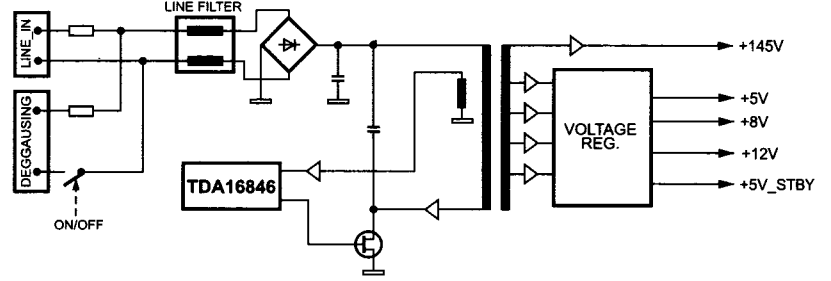 LINE FILTER
LINE_IN
DEGGAUSING
ON/OFF
TDA16846
VOLTAGE
REG.
+145V
+5V
+8V
+12V
+5V_STBY